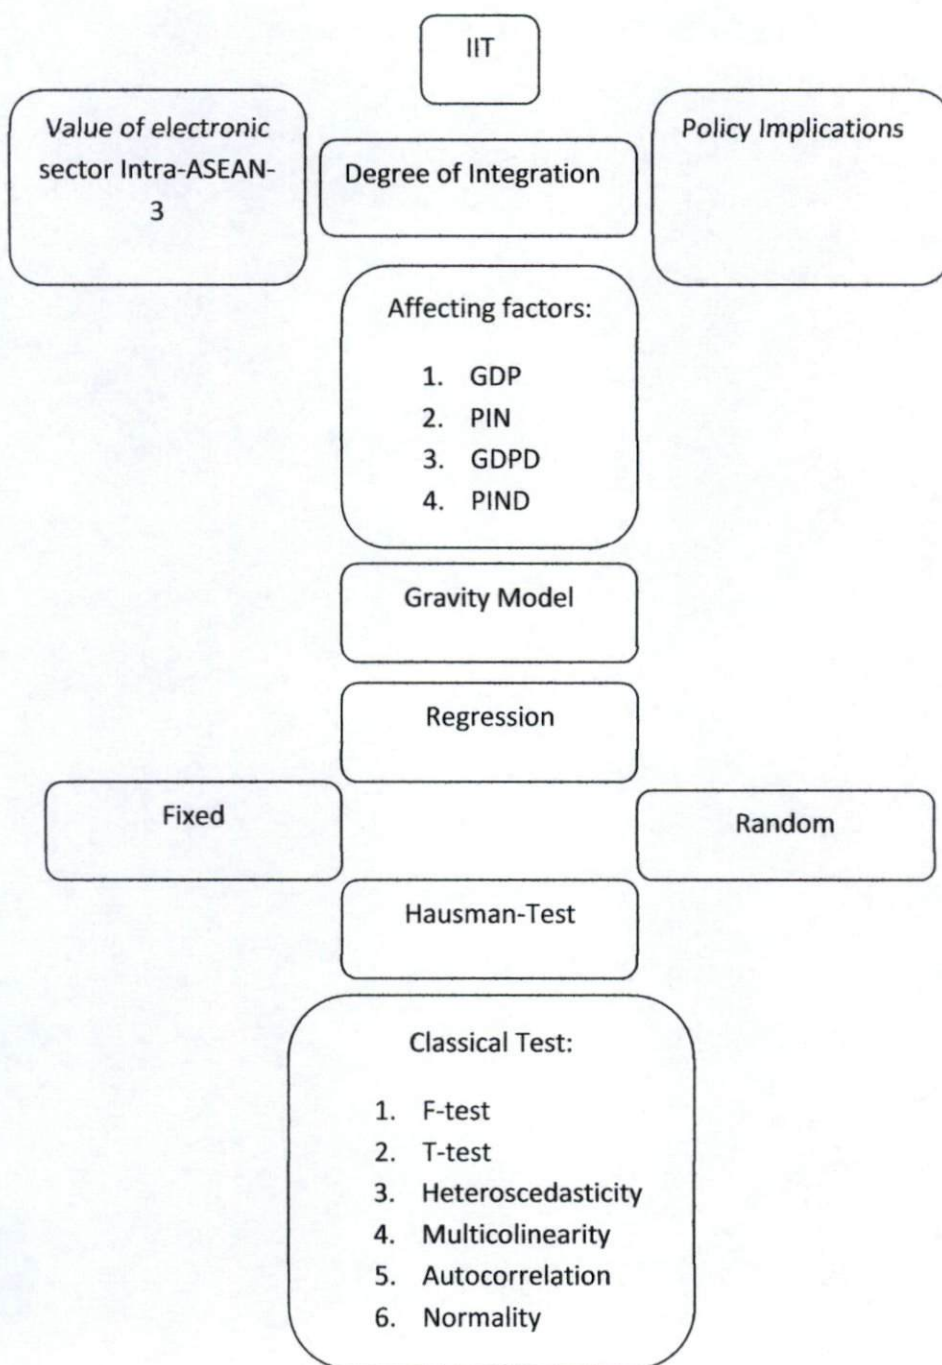 IIT
Value of electronic
sector Intra-ASEAN-
3
Degree of Integration
Policy Implications
Affecting factors:
1. GDP
2. PIN
3. GDPD
4. PIND
Gravity Model
Regression
Fixed
Random
Hausman-Test
Classical Test:
1. F-test
2. T-test
3. Heteroscedasticity
4. Multicolinearity
5. Autocorrelation
6. Normality